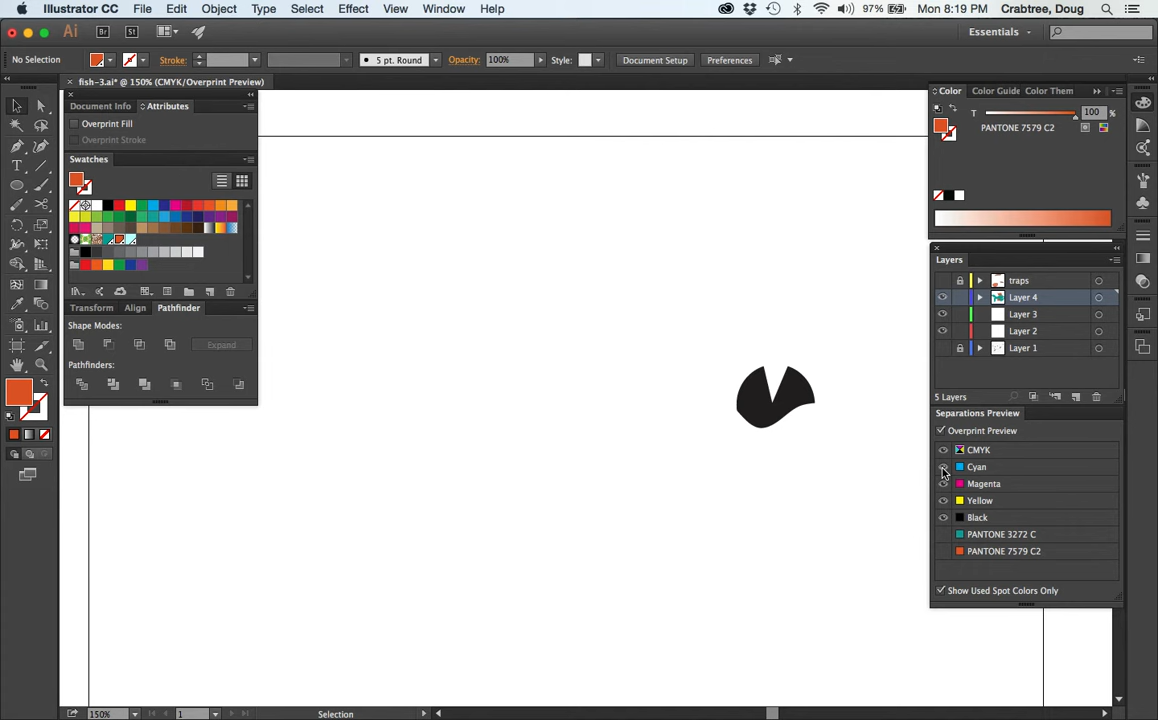 Illustrator CC File Edit Object Type Select Effect View Window Help 97% Mon 8:19 PM Crabtree, Doug
Ai Br St Essentials
No Selection Stroke: 5 pt. Round Opacity: 100% Style: Document Setup Preferences
fish-3.ai* @ 150% (CMYK/Overprint Preview)
Document Info Attributes
Overprint Fill
Overprint Stroke
Swatches
Transform Align Pathfinder
Shape Modes:
Expand
Pathfinders:
Color Color Guide Color Them
T 100 %
PANTONE 7579 C2
Layers
traps
Layer 4
Layer 3
Layer 2
Layer 1
5 Layers
Separations Preview
Overprint Preview
CMYK
Cyan
Magenta
Yellow
Black
PANTONE 3272 C
PANTONE 7579 C2
Show Used Spot Colors Only
150% 1 Selection